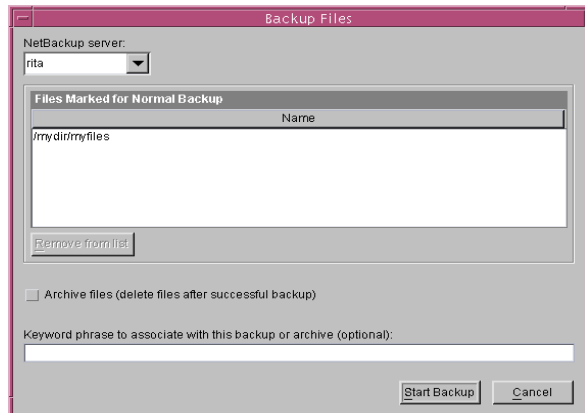 Backup Files
NetBackup server:
rita
Files Marked for Normal Backup
Name
/mydir/myfiles
Remove from list
Archive files (delete files after successful backup)
Keyword phrase to associate with this backup or archive (optional):
Start Backup
Cancel